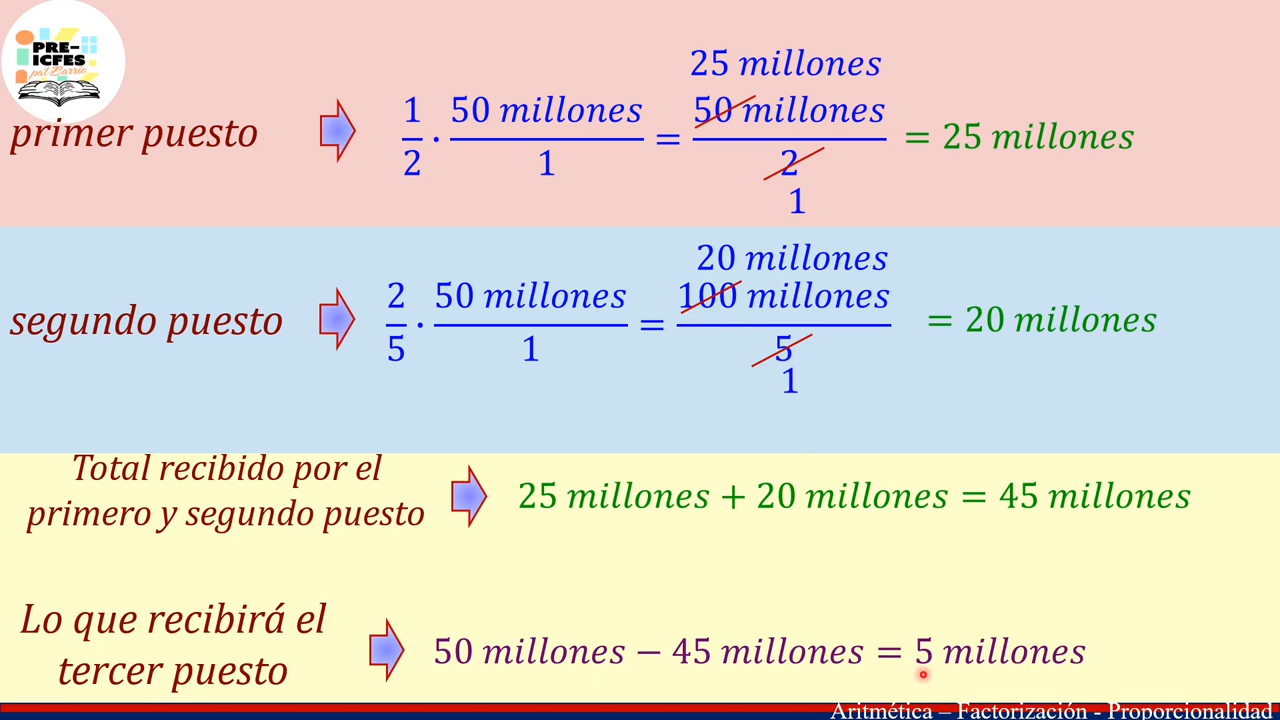 PRE-
ICFES
pal Barrio
primer puesto
1/2 · 50 millones/1 = 50 millones/2 = 25 millones
25 millones
1
segundo puesto
2/5 · 50 millones/1 = 100 millones/5 = 20 millones
20 millones
1
Total recibido por el
primero y segundo puesto
25 millones + 20 millones = 45 millones
Lo que recibirá el
tercer puesto
50 millones − 45 millones = 5 millones
Aritmética – Factorización - Proporcionalidad